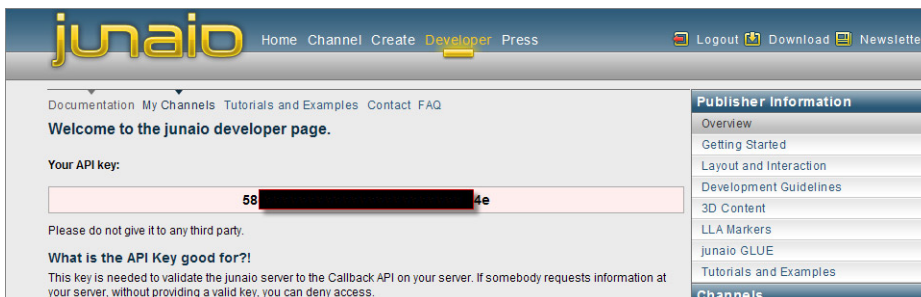 junaio
Home Channel Create Developer Press
Logout Download Newslette
Documentation My Channels Tutorials and Examples Contact FAQ
Welcome to the junaio developer page.
Your API key:
58 4e
Please do not give it to any third party.
What is the API Key good for?!
This key is needed to validate the junaio server to the Callback API on your server. If somebody requests information at
your server, without providing a valid key, you can deny access.
Publisher Information
Overview
Getting Started
Layout and Interaction
Development Guidelines
3D Content
LLA Markers
junaio GLUE
Tutorials and Examples
Channels